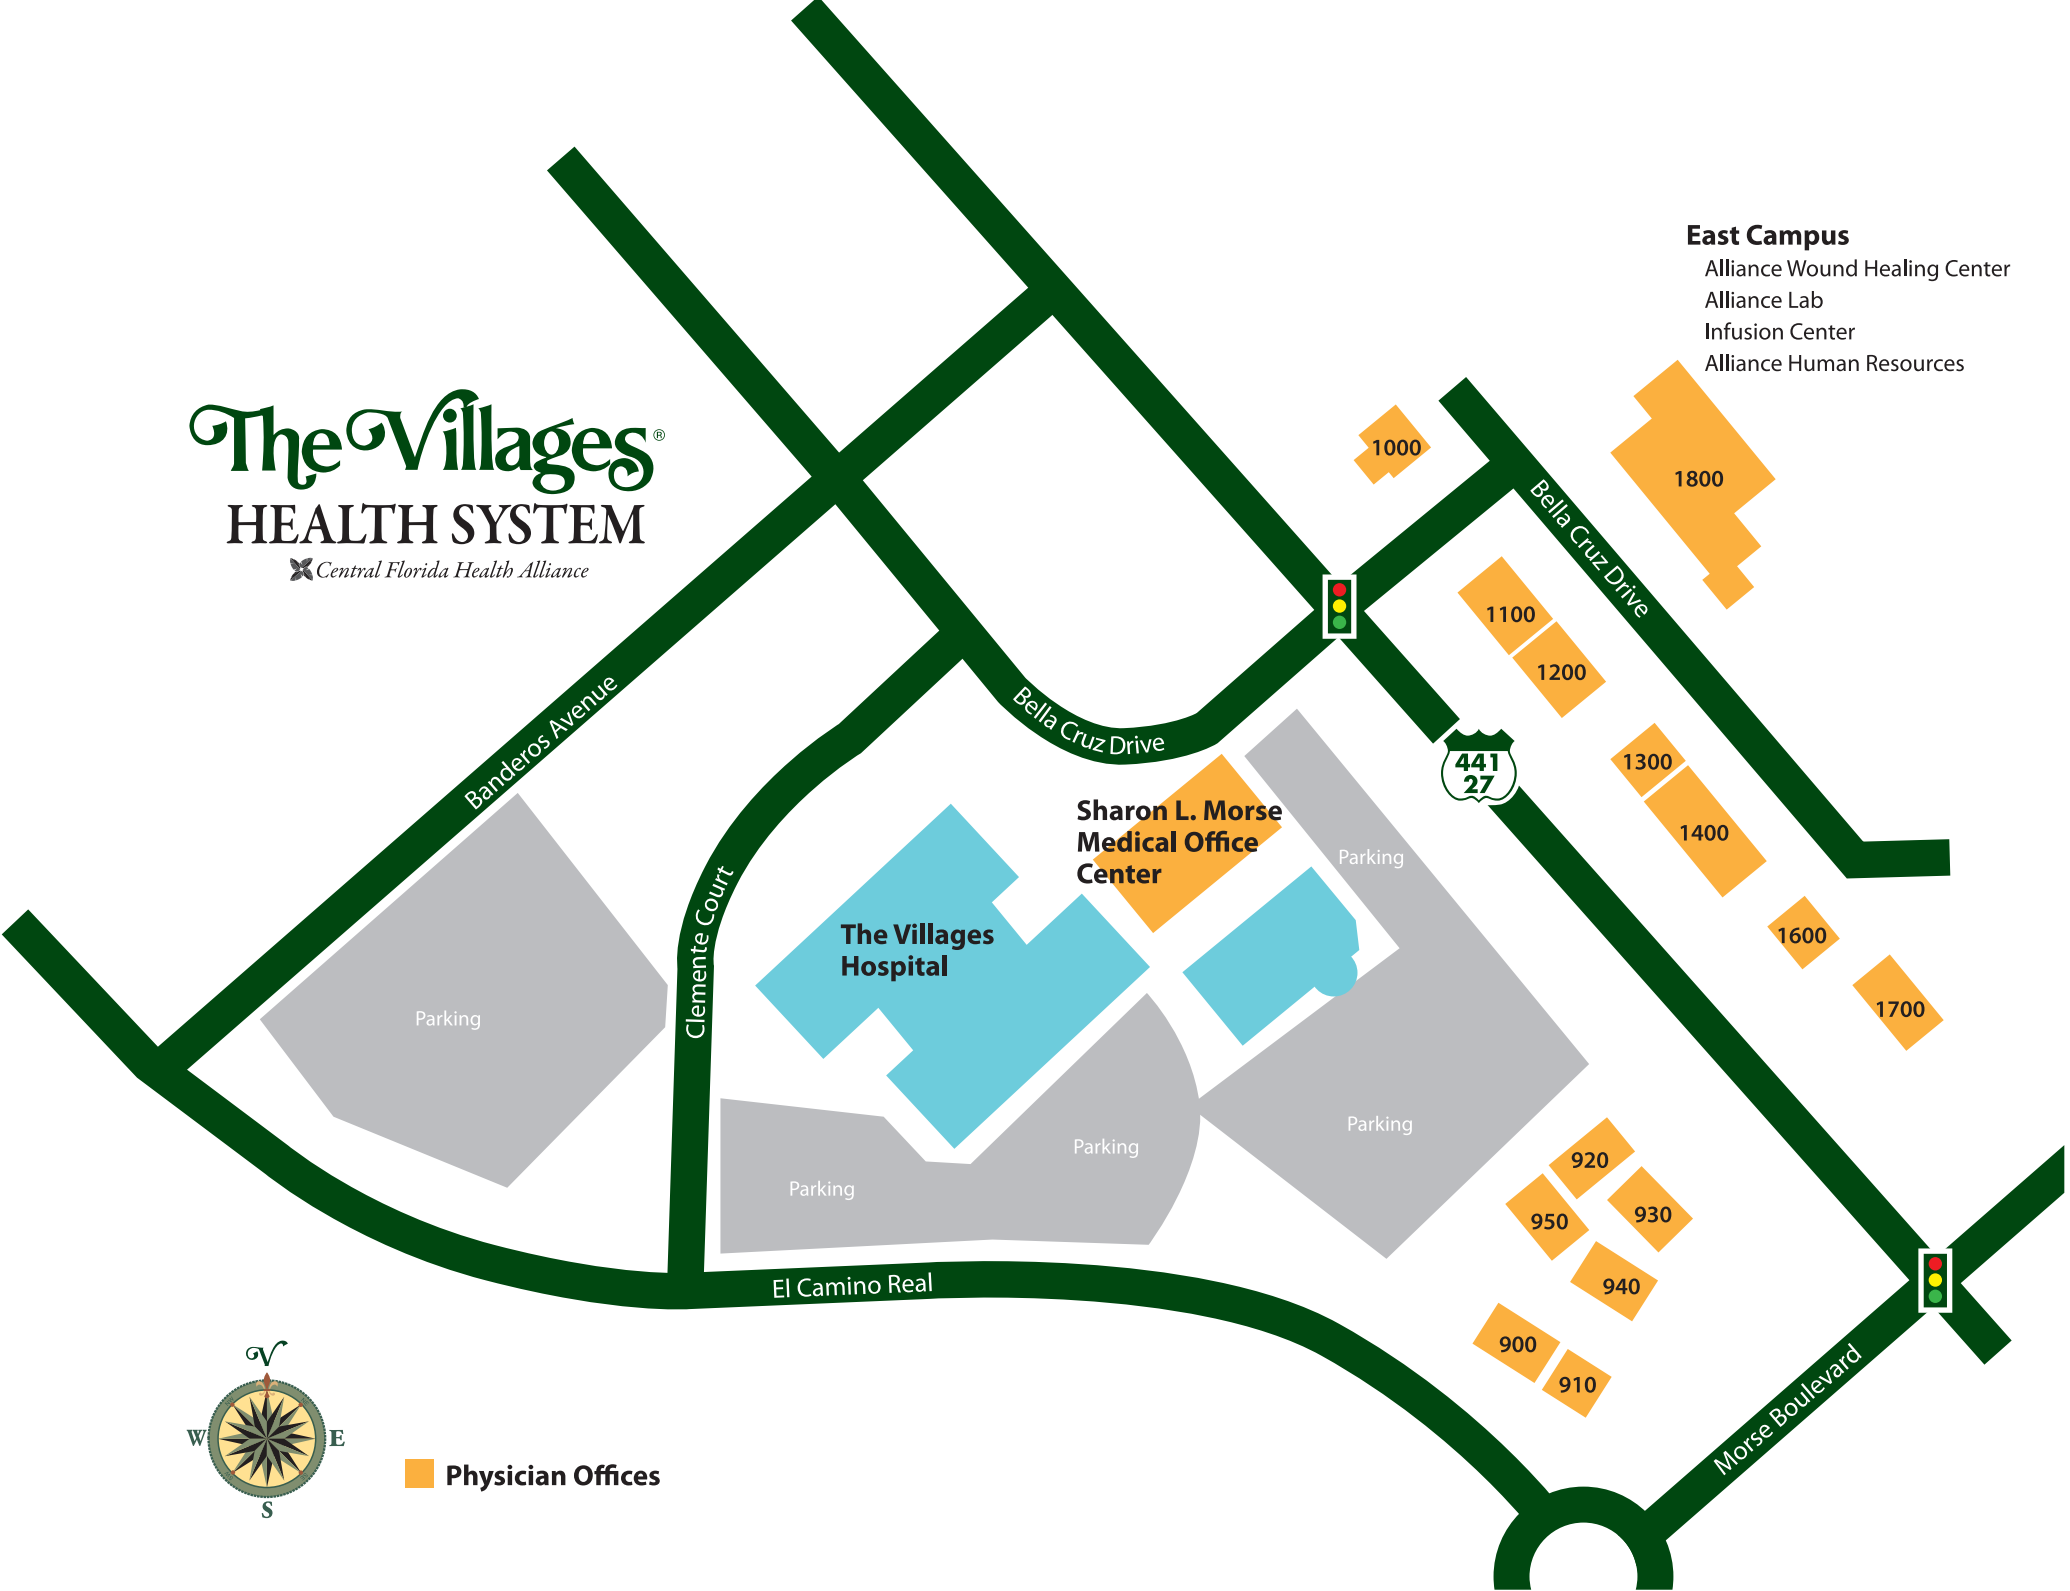 East Campus
Alliance Wound Healing Center
Alliance Lab
Infusion Center
Alliance Human Resources
The Villages®
HEALTH SYSTEM
Central Florida Health Alliance
1000
1800
Bella Cruz Drive
1100
1200
Banderos Avenue
Bella Cruz Drive
441
27
1300
1400
Sharon L. Morse
Medical Office
Center
Parking
Clemente Court
The Villages
Hospital
1600
1700
Parking
Parking
Parking
Parking
920
950
930
940
El Camino Real
900
910
Morse Boulevard
V
W
E
S
Physician Offices